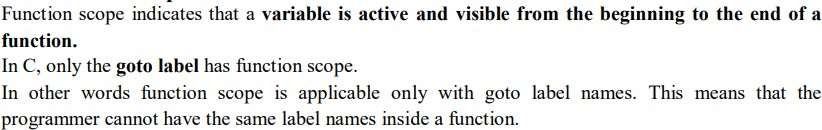 Function scope indicates that a variable is active and visible from the beginning to the end of a
function.
In C, only the goto label has function scope.
In other words function scope is applicable only with goto label names. This means that the
programmer cannot have the same label names inside a function.